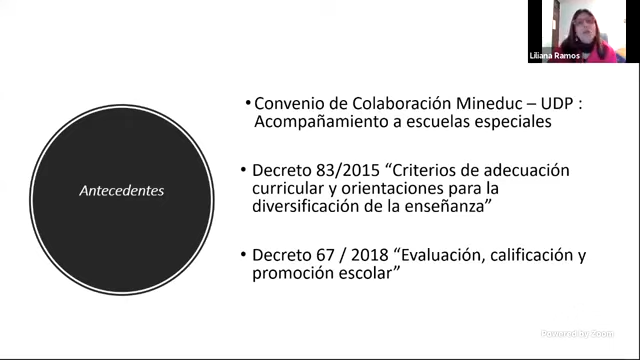 Liliana Ramos
Antecedentes
• Convenio de Colaboración Mineduc – UDP :
Acompañamiento a escuelas especiales
• Decreto 83/2015 “Criterios de adecuación
curricular y orientaciones para la
diversificación de la enseñanza”
• Decreto 67 / 2018 “Evaluación, calificación y
promoción escolar”
Powered by Zoom